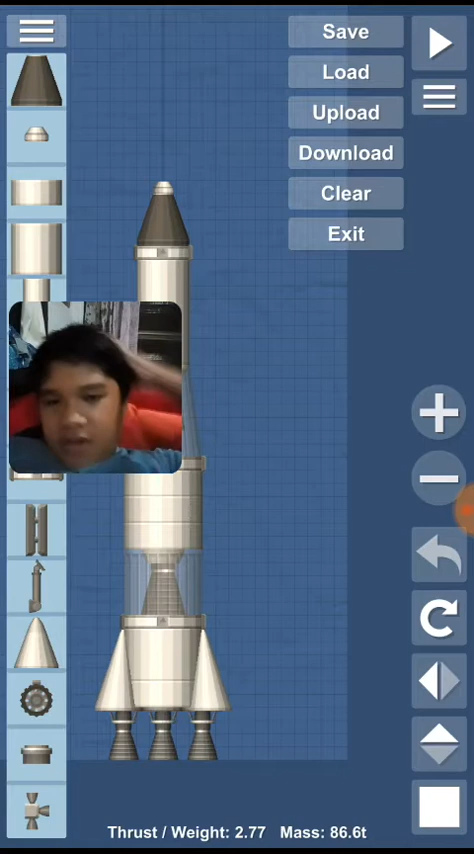 Save
Load
Upload
Download
Clear
Exit
Thrust / Weight: 2.77 Mass: 86.6t